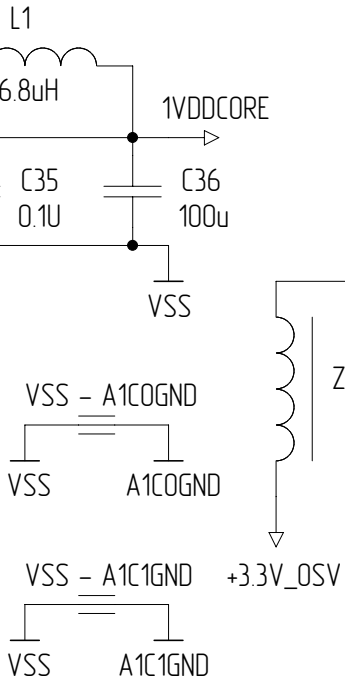 L1
6.8uH
1VDDCORE
C35
0.1U
C36
100u
VSS
Z
VSS - A1C0GND
VSS
A1C0GND
+3.3V_0SV
VSS - A1C1GND
VSS
A1C1GND